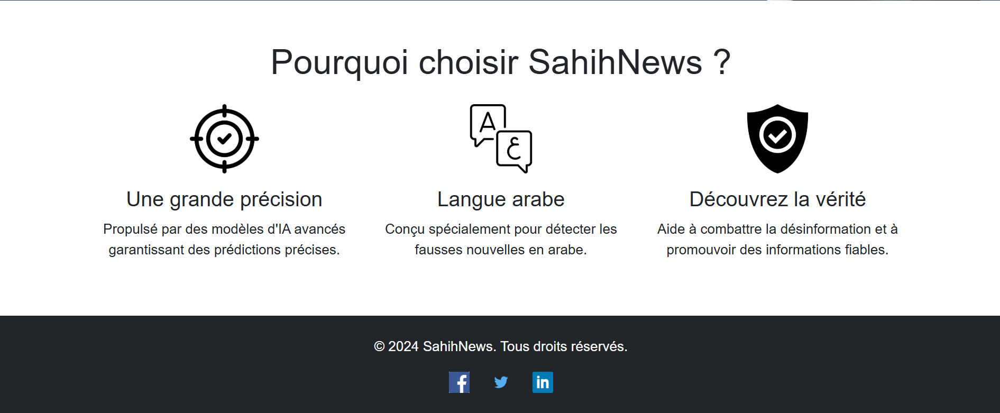 Pourquoi choisir SahihNews ?
A
ع
Une grande précision
Propulsé par des modèles d'IA avancés
garantissant des prédictions précises.
Langue arabe
Conçu spécialement pour détecter les
fausses nouvelles en arabe.
Découvrez la vérité
Aide à combattre la désinformation et à
promouvoir des informations fiables.
© 2024 SahihNews. Tous droits réservés.
f
in